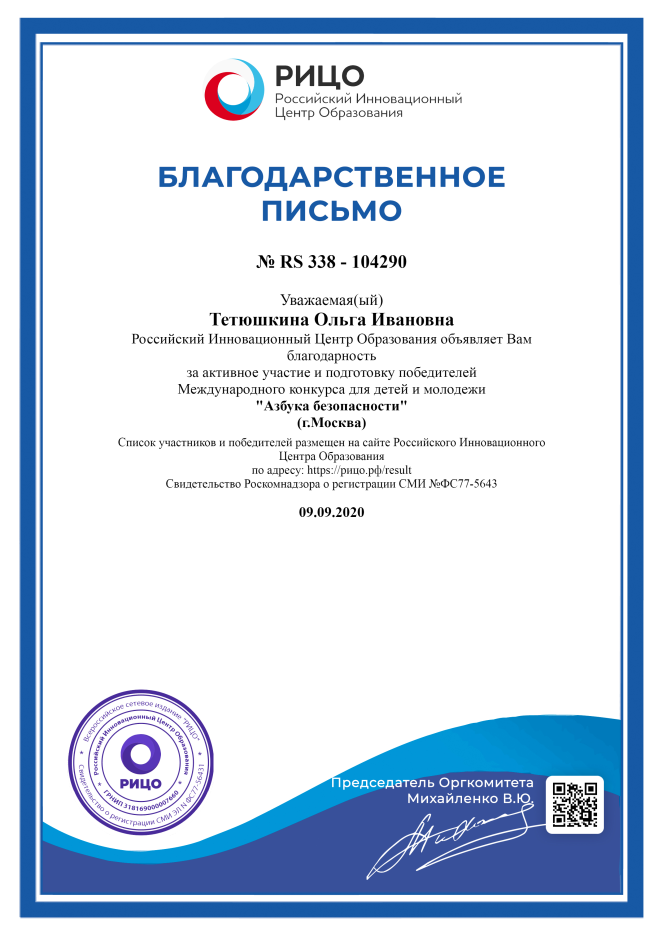 РИЦО
Российский Инновационный
Центр Образования
БЛАГОДАРСТВЕННОЕ
ПИСЬМО
№ RS 338 - 104290
Уважаемая(ый)
Тетюшкина Ольга Ивановна
Российский Инновационный Центр Образования объявляет Вам
благодарность
за активное участие и подготовку победителей
Международного конкурса для детей и молодежи
"Азбука безопасности"
(г.Москва)
Список участников и победителей размещен на сайте Российского Инновационного
Центра Образования
по адресу: https://рицо.рф/result
Свидетельство Роскомнадзора о регистрации СМИ №ФС77-5643
09.09.2020
Всероссийское сетевое издание "РИЦО"
Свидетельство о регистрации СМИ ЭЛ № ФС 77-56431
Российский Инновационный Центр Образования
ГРНИП 318169000007660
РИЦО
Председатель Оргкомитета
Михайленко В.Ю.